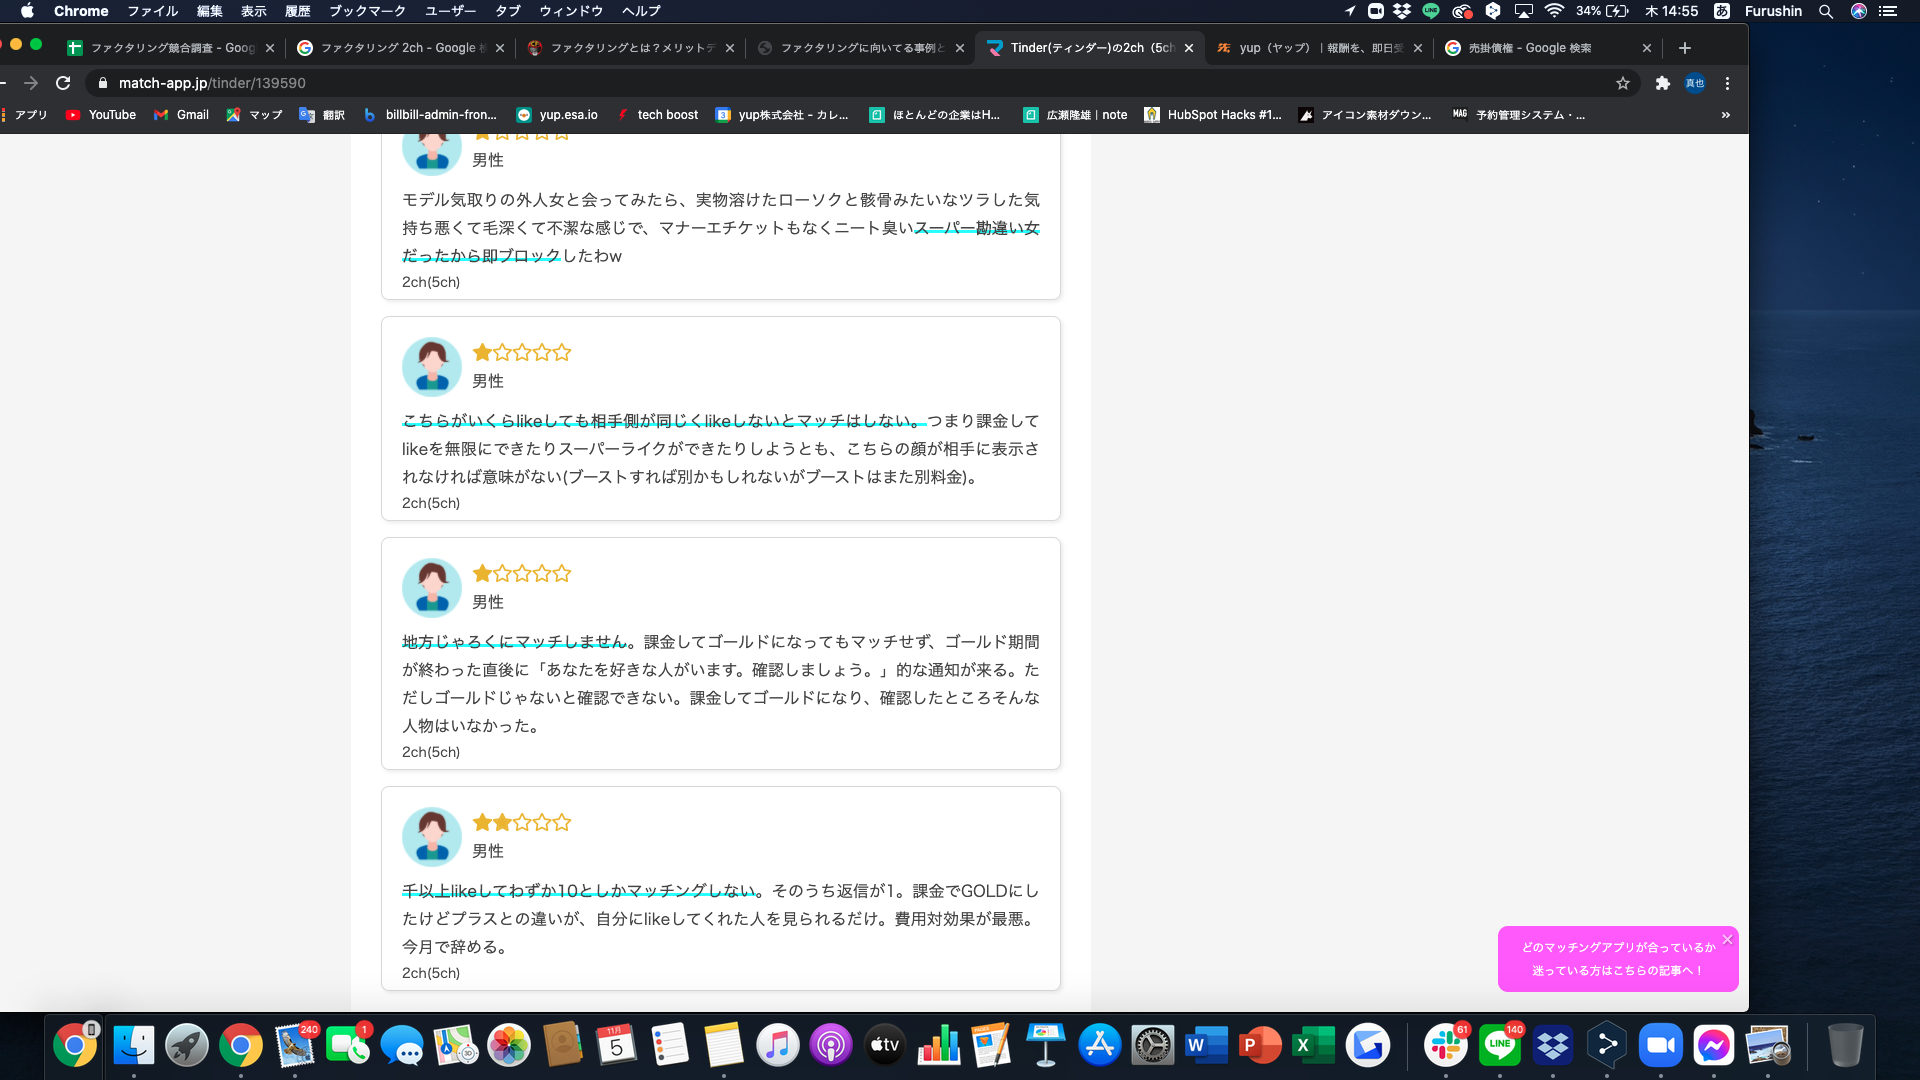 Chrome ファイル 編集 表示 履歴 ブックマーク ユーザー タブ ウィンドウ ヘルプ
34% 木 14:55 あ Furushin
ファクタリング競合調査 - Goog
ファクタリング 2ch - Google 検
ファクタリングとは？メリットデ
ファクタリングに向いてる事例と
Tinder(ティンダー)の2ch（5ch
yup（ヤップ）｜報酬を、即日受
売掛債権 - Google 検索
match-app.jp/tinder/139590
真也
アプリ YouTube Gmail マップ 翻訳 billbill-admin-fron... yup.esa.io tech boost yup株式会社 - カレ... ほとんどの企業はH... 広瀬隆雄｜note HubSpot Hacks #1... アイコン素材ダウン... MAG 予約管理システム・...
男性
モデル気取りの外人女と会ってみたら、実物溶けたローソクと骸骨みたいなツラした気
持ち悪くて毛深くて不潔な感じで、マナーエチケットもなくニート臭いスーパー勘違い女
だったから即ブロックしたわw
2ch(5ch)
男性
こちらがいくらlikeしても相手側が同じくlikeしないとマッチはしない。つまり課金して
likeを無限にできたりスーパーライクができたりしようとも、こちらの顔が相手に表示さ
れなければ意味がない(ブーストすれば別かもしれないがブーストはまた別料金)。
2ch(5ch)
男性
地方じゃろくにマッチしません。課金してゴールドになってもマッチせず、ゴールド期間
が終わった直後に「あなたを好きな人がいます。確認しましょう。」的な通知が来る。た
だしゴールドじゃないと確認できない。課金してゴールドになり、確認したところそんな
人物はいなかった。
2ch(5ch)
男性
千以上likeしてわずか10としかマッチングしない。そのうち返信が1。課金でGOLDにし
たけどプラスとの違いが、自分にlikeしてくれた人を見られるだけ。費用対効果が最悪。
今月で辞める。
2ch(5ch)
どのマッチングアプリが合っているか
迷っている方はこちらの記事へ！
240 1 11月 5 3D tv W P X 61 LINE 140